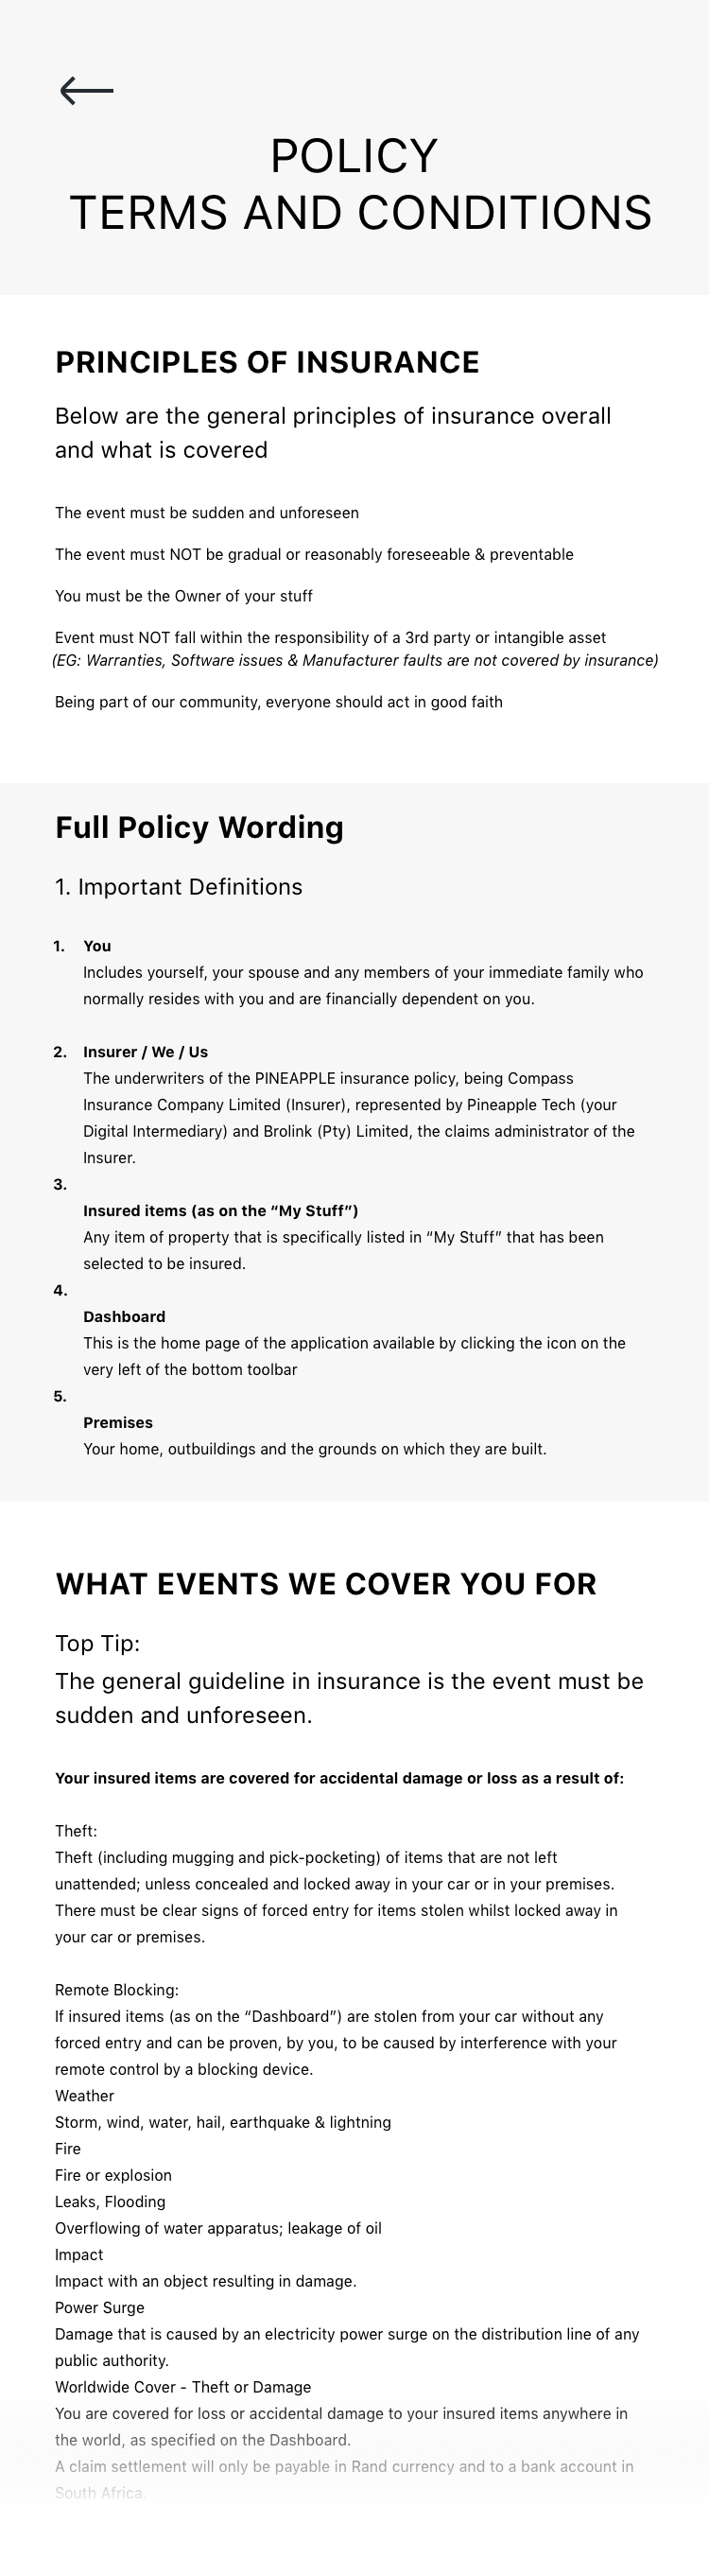 POLICY
TERMS AND CONDITIONS
PRINCIPLES OF INSURANCE
Below are the general principles of insurance overall
and what is covered
The event must be sudden and unforeseen
The event must NOT be gradual or reasonably foreseeable & preventable
You must be the Owner of your stuff
Event must NOT fall within the responsibility of a 3rd party or intangible asset
(EG: Warranties, Software issues & Manufacturer faults are not covered by insurance)
Being part of our community, everyone should act in good faith
Full Policy Wording
1. Important Definitions
1. You
Includes yourself, your spouse and any members of your immediate family who
normally resides with you and are financially dependent on you.
2. Insurer / We / Us
The underwriters of the PINEAPPLE insurance policy, being Compass
Insurance Company Limited (Insurer), represented by Pineapple Tech (your
Digital Intermediary) and Brolink (Pty) Limited, the claims administrator of the
Insurer.
3.
Insured items (as on the “My Stuff”)
Any item of property that is specifically listed in “My Stuff” that has been
selected to be insured.
4.
Dashboard
This is the home page of the application available by clicking the icon on the
very left of the bottom toolbar
5.
Premises
Your home, outbuildings and the grounds on which they are built.
WHAT EVENTS WE COVER YOU FOR
Top Tip:
The general guideline in insurance is the event must be
sudden and unforeseen.
Your insured items are covered for accidental damage or loss as a result of:
Theft:
Theft (including mugging and pick-pocketing) of items that are not left
unattended; unless concealed and locked away in your car or in your premises.
There must be clear signs of forced entry for items stolen whilst locked away in
your car or premises.
Remote Blocking:
If insured items (as on the “Dashboard”) are stolen from your car without any
forced entry and can be proven, by you, to be caused by interference with your
remote control by a blocking device.
Weather
Storm, wind, water, hail, earthquake & lightning
Fire
Fire or explosion
Leaks, Flooding
Overflowing of water apparatus; leakage of oil
Impact
Impact with an object resulting in damage.
Power Surge
Damage that is caused by an electricity power surge on the distribution line of any
public authority.
Worldwide Cover - Theft or Damage
You are covered for loss or accidental damage to your insured items anywhere in
the world, as specified on the Dashboard.
A claim settlement will only be payable in Rand currency and to a bank account in
South Africa.